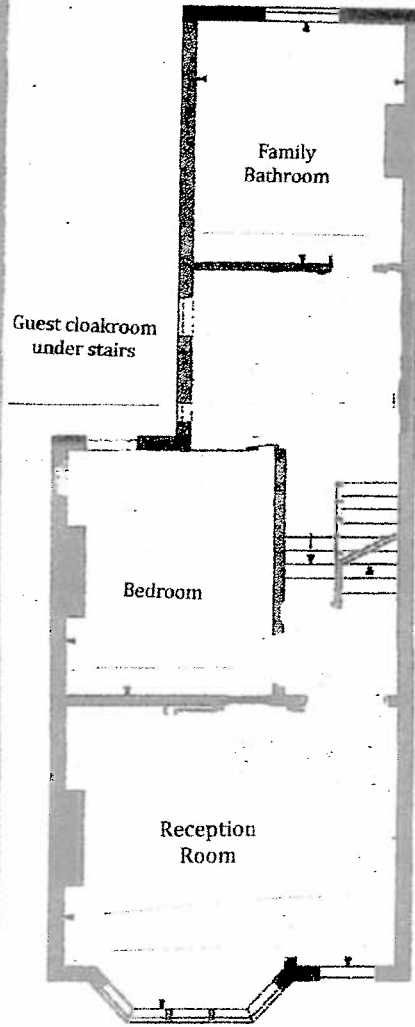 Family
Bathroom
Guest cloakroom
under stairs
Bedroom
Reception
Room